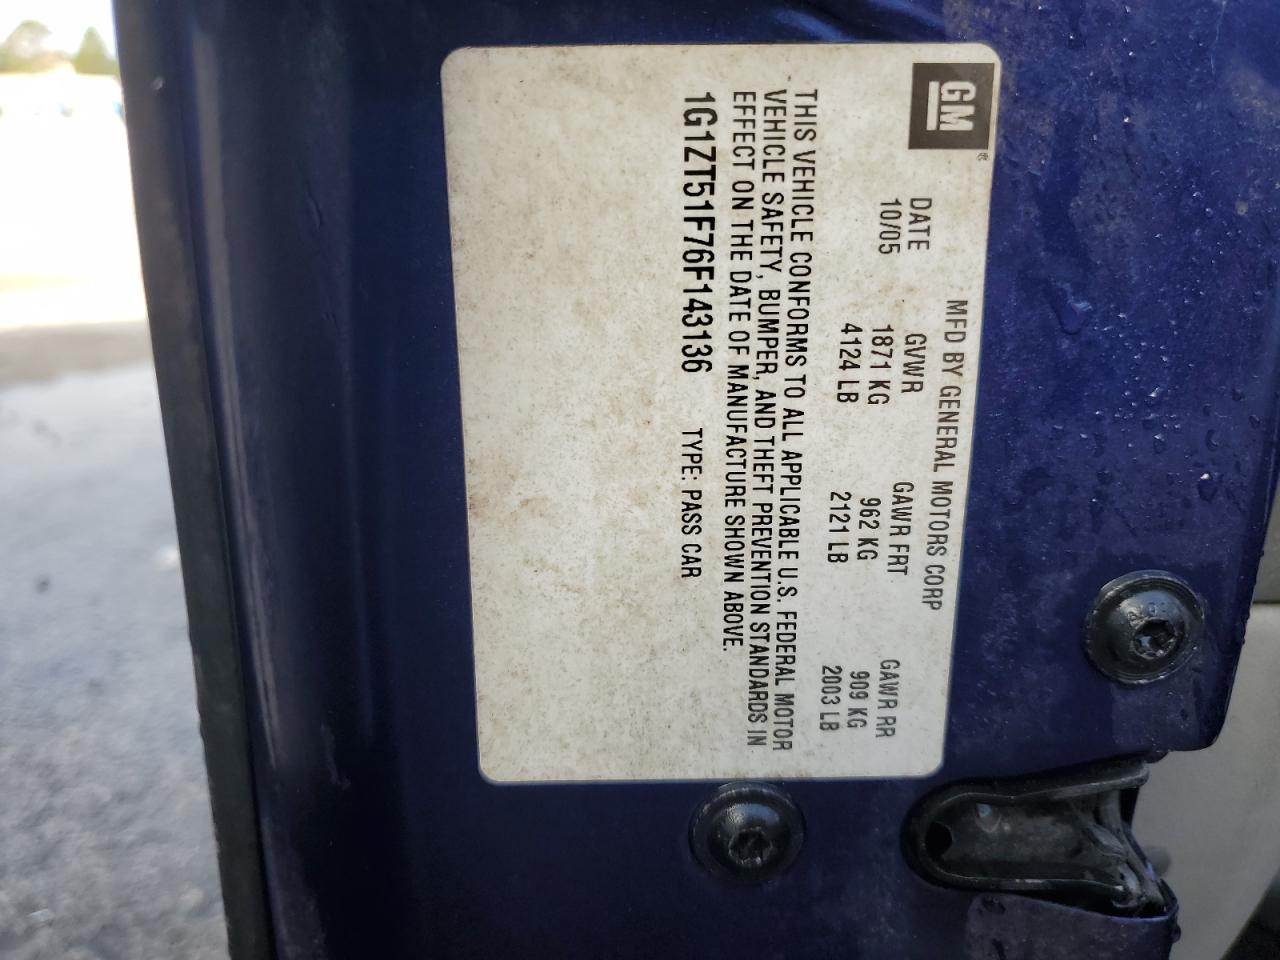 GM®
MFD BY GENERAL MOTORS CORP
DATE GVWR GAWR FRT GAWR RR
10/05 1871 KG 962 KG 909 KG
4124 LB 2121 LB 2003 LB
THIS VEHICLE CONFORMS TO ALL APPLICABLE U.S. FEDERAL MOTOR
VEHICLE SAFETY, BUMPER, AND THEFT PREVENTION STANDARDS IN
EFFECT ON THE DATE OF MANUFACTURE SHOWN ABOVE.
1G1ZT51F76F143136 TYPE: PASS CAR